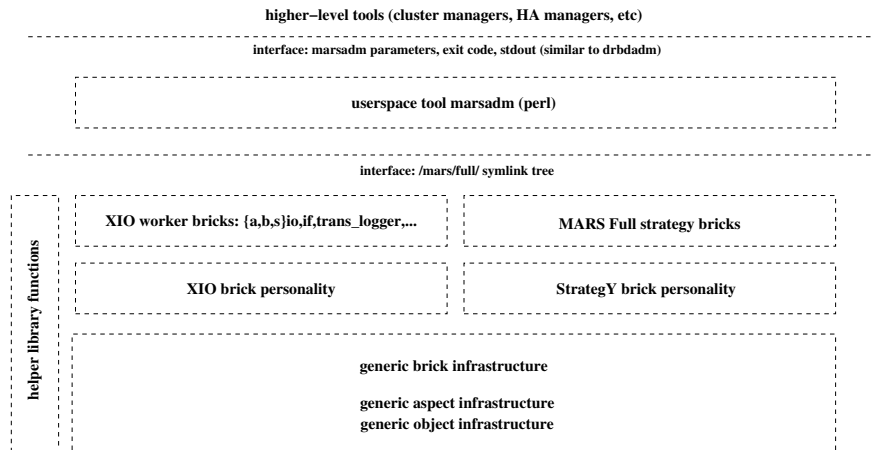 higher−level tools (cluster managers, HA managers, etc)
interface: marsadm parameters, exit code, stdout (similar to drbdadm)
userspace tool marsadm (perl)
interface: /mars/full/ symlink tree
helper library functions
XIO worker bricks: {a,b,s}io,if,trans_logger,...
MARS Full strategy bricks
XIO brick personality
StrategY brick personality
generic brick infrastructure
generic aspect infrastructure
generic object infrastructure